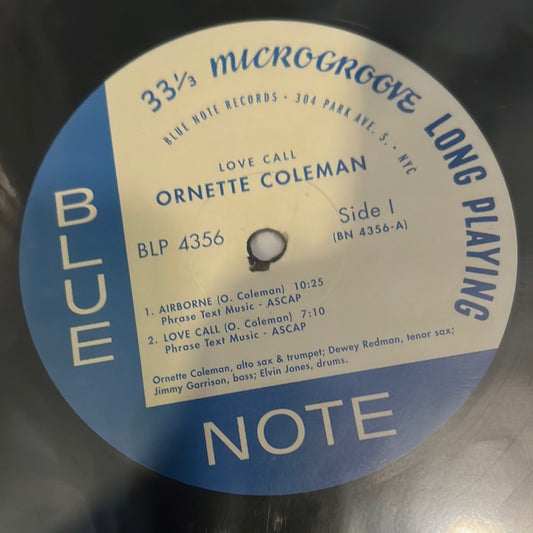 33⅓ MICROGROOVE LONG PLAYING
BLUE NOTE RECORDS • 304 PARK AVE. S. • NYC
LOVE CALL
ORNETTE COLEMAN
BLP 4356
Side I
(BN 4356-A)
1. AIRBORNE (O. Coleman) 10:25
Phrase Text Music - ASCAP
2. LOVE CALL (O. Coleman) 7:10
Phrase Text Music - ASCAP
Ornette Coleman, alto sax & trumpet; Dewey Redman, tenor sax;
Jimmy Garrison, bass; Elvin Jones, drums.
BLUE
NOTE